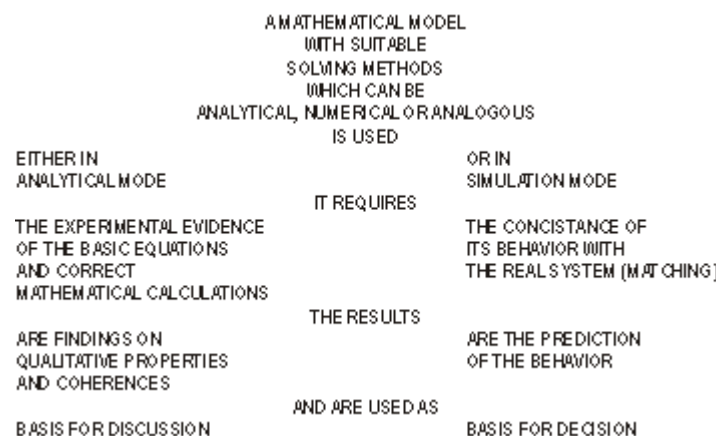 A MATHEMATICAL MODEL
WITH SUITABLE
SOLVING METHODS
WHICH CAN BE
ANALYTICAL, NUMERICAL OR ANALOGOUS
IS USED
EITHER IN
ANALYTICAL MODE
OR IN
SIMULATION MODE
IT REQUIRES
THE EXPERIMENTAL EVIDENCE
OF THE BASIC EQUATIONS
AND CORRECT
MATHEMATICAL CALCULATIONS
THE CONCISTANCE OF
ITS BEHAVIOR WITH
THE REAL SYSTEM (MATCHING)
THE RESULTS
ARE FINDINGS ON
QUALITATIVE PROPERTIES
AND COHERENCES
ARE THE PREDICTION
OF THE BEHAVIOR
AND ARE USED AS
BASIS FOR DISCUSSION
BASIS FOR DECISION